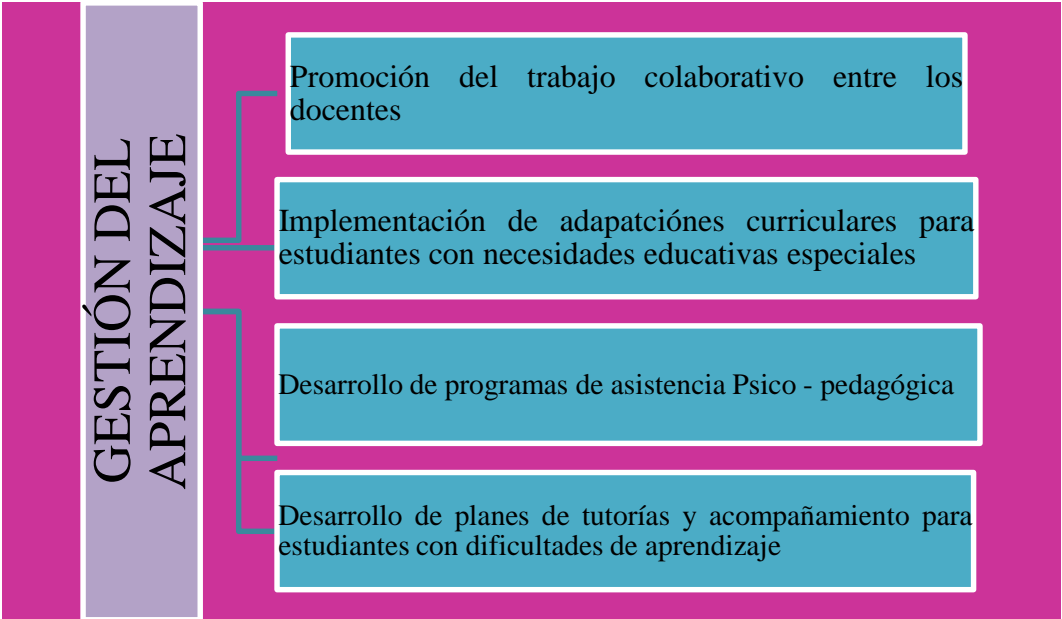 GESTIÓN DEL
APRENDIZAJE
Promoción del trabajo colaborativo entre los
docentes
Implementación de adapatciónes curriculares para
estudiantes con necesidades educativas especiales
Desarrollo de programas de asistencia Psico - pedagógica
Desarrollo de planes de tutorías y acompañamiento para
estudiantes con dificultades de aprendizaje